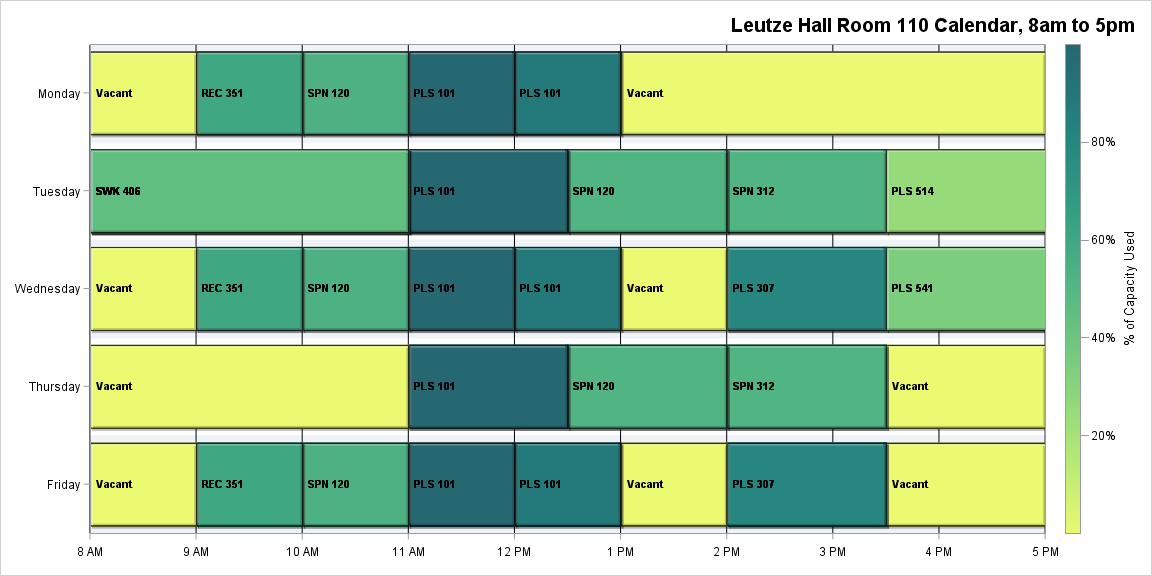 Leutze Hall Room 110 Calendar, 8am to 5pm
Monday
Vacant
REC 351
SPN 120
PLS 101
PLS 101
Vacant
Tuesday
SWK 406
PLS 101
SPN 120
SPN 312
PLS 514
Wednesday
Vacant
REC 351
SPN 120
PLS 101
PLS 101
Vacant
PLS 307
PLS 541
Thursday
Vacant
PLS 101
SPN 120
SPN 312
Vacant
Friday
Vacant
REC 351
SPN 120
PLS 101
PLS 101
Vacant
PLS 307
Vacant
8 AM
9 AM
10 AM
11 AM
12 PM
1 PM
2 PM
3 PM
4 PM
5 PM
80%
60%
40%
20%
% of Capacity Used